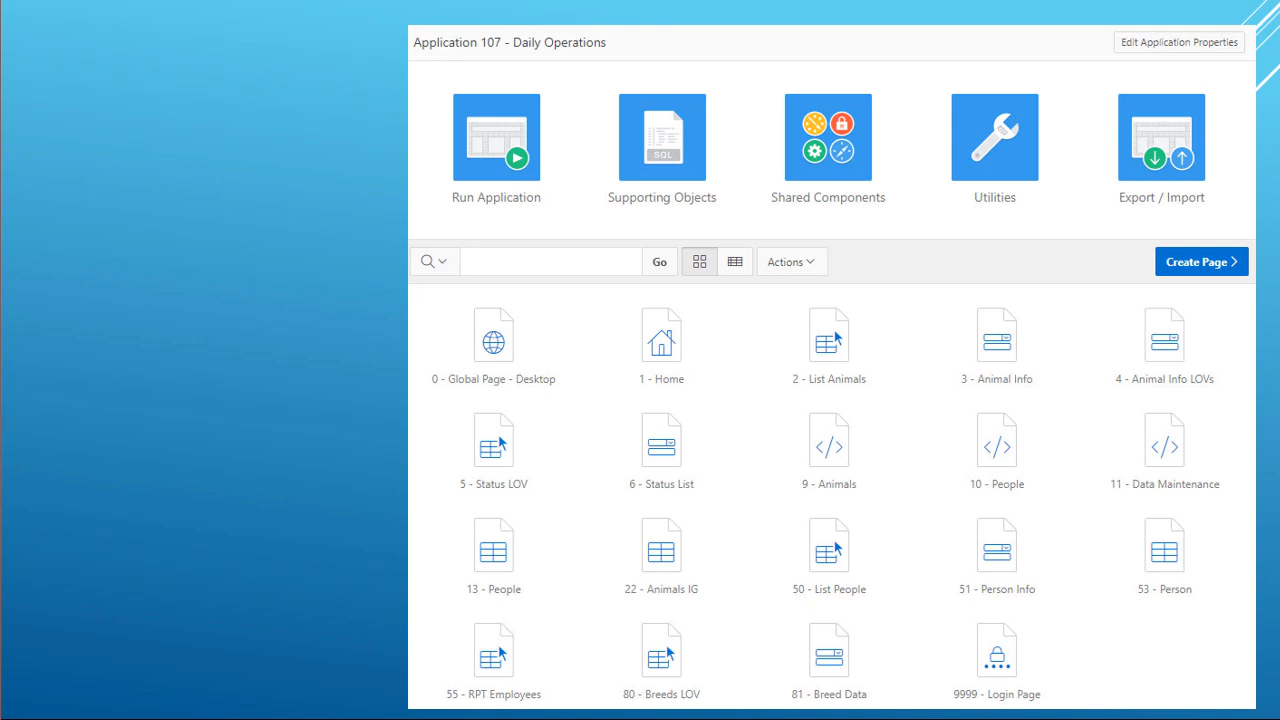 Application 107 - Daily Operations
Edit Application Properties
SQL
Run Application
Supporting Objects
Shared Components
Utilities
Export / Import
Go
Actions
Create Page
0 - Global Page - Desktop
1 - Home
2 - List Animals
3 - Animal Info
4 - Animal Info LOVs
5 - Status LOV
6 - Status List
9 - Animals
10 - People
11 - Data Maintenance
13 - People
22 - Animals IG
50 - List People
51 - Person Info
53 - Person
55 - RPT Employees
80 - Breeds LOV
81 - Breed Data
9999 - Login Page